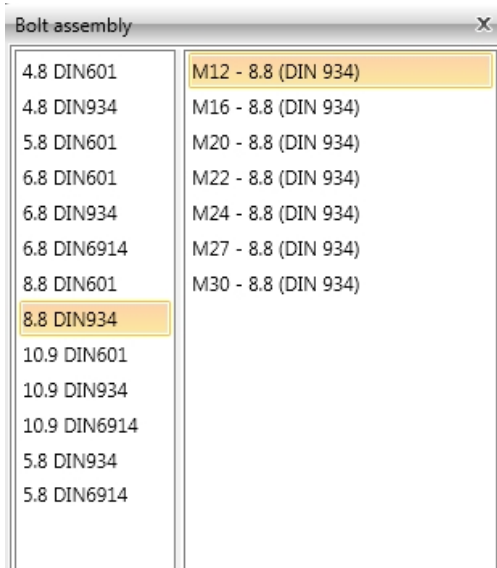 Bolt assembly
4.8 DIN601
4.8 DIN934
5.8 DIN601
6.8 DIN601
6.8 DIN934
6.8 DIN6914
8.8 DIN601
8.8 DIN934
10.9 DIN601
10.9 DIN934
10.9 DIN6914
5.8 DIN934
5.8 DIN6914
M12 - 8.8 (DIN 934)
M16 - 8.8 (DIN 934)
M20 - 8.8 (DIN 934)
M22 - 8.8 (DIN 934)
M24 - 8.8 (DIN 934)
M27 - 8.8 (DIN 934)
M30 - 8.8 (DIN 934)